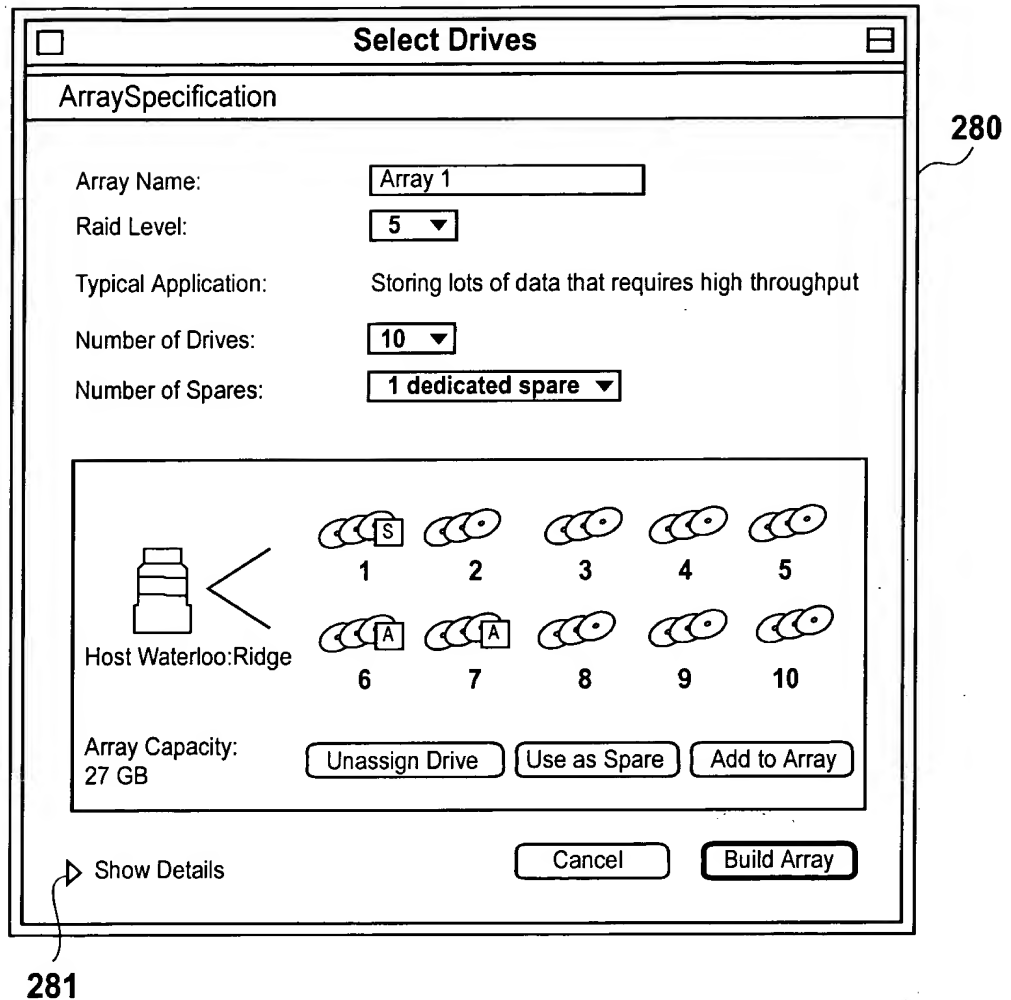 Select Drives
ArraySpecification
280
Array Name: Array 1
Raid Level: 5
Typical Application: Storing lots of data that requires high throughput
Number of Drives: 10
Number of Spares: 1 dedicated spare
S
1 2 3 4 5
A A
Host Waterloo:Ridge
6 7 8 9 10
Array Capacity:
27 GB
Unassign Drive Use as Spare Add to Array
Show Details Cancel Build Array
281